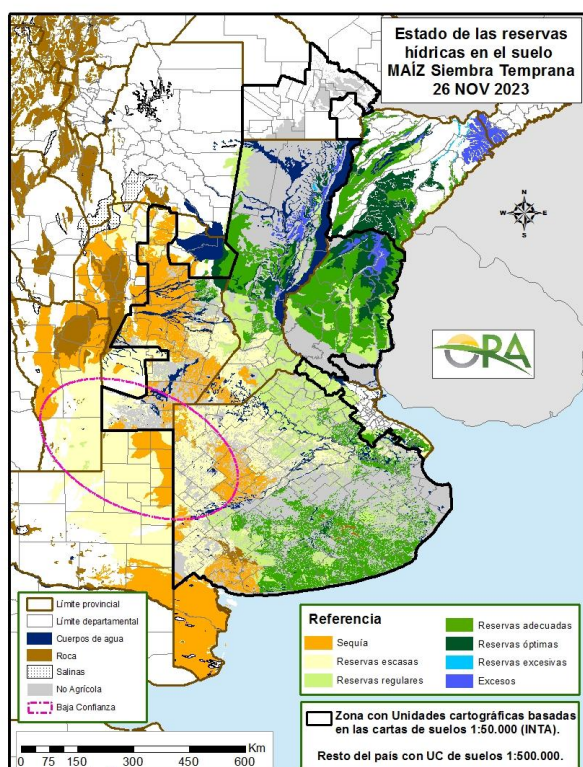 Estado de las reservas
hídricas en el suelo
MAÍZ Siembra Temprana
26 NOV 2023
N
W E
S
ORA
Límite provincial
Límite departamental
Cuerpos de agua
Roca
Salinas
No Agrícola
Baja Confianza
Referencia
Sequía
Reservas escasas
Reservas regulares
Reservas adecuadas
Reservas óptimas
Reservas excesivas
Excesos
Zona con Unidades cartográficas basadas
en las cartas de suelos 1:50.000 (INTA).
Resto del país con UC de suelos 1:500.000.
Km
0 75 150 300 450 600